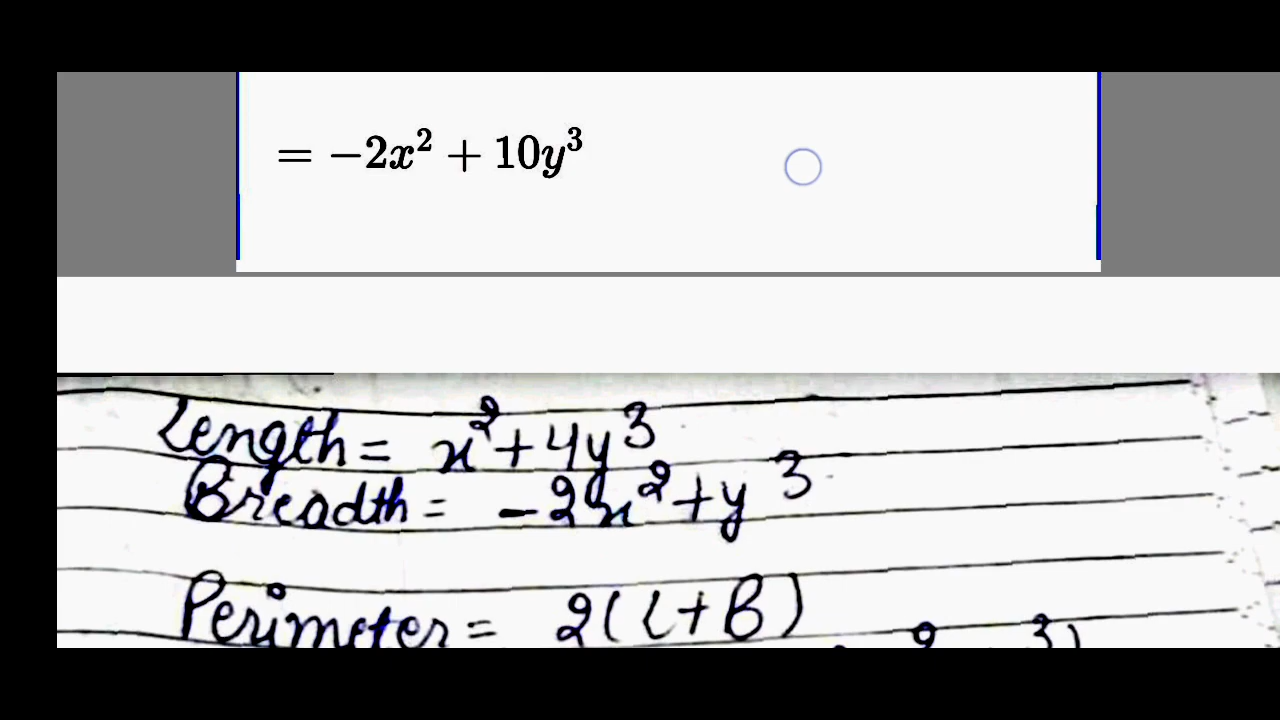 = −2x² + 10y³
Length = x² + 4y³
Breadth = −2x² + y³
Perimeter = 2(L+B)